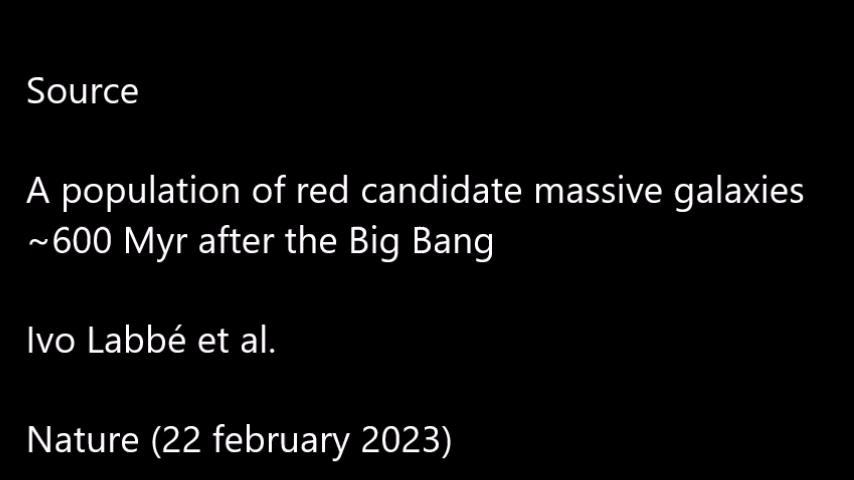 Source
A population of red candidate massive galaxies
~600 Myr after the Big Bang
Ivo Labbé et al.
Nature (22 february 2023)